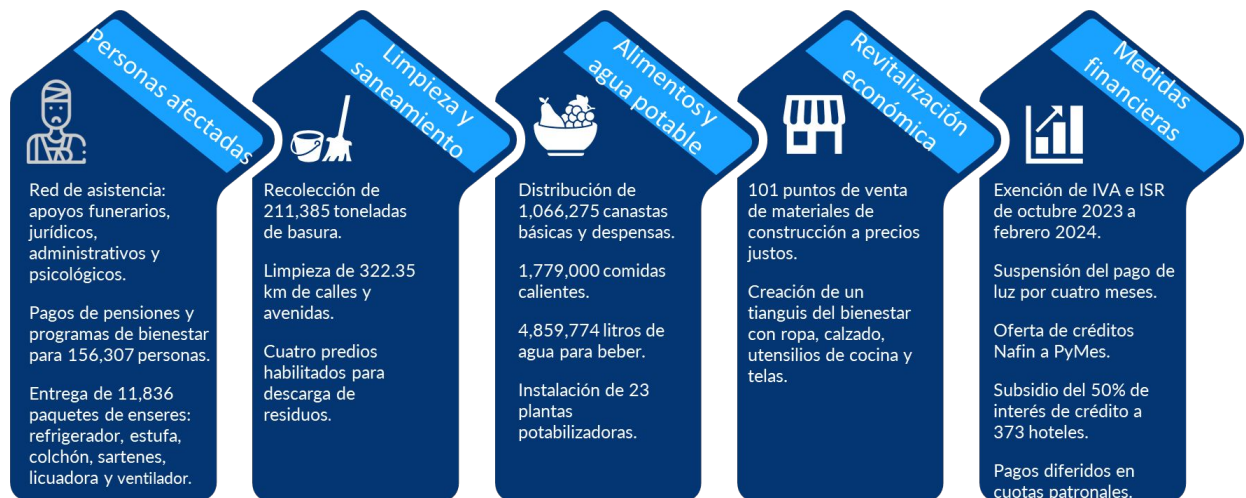 Personas afectadas
Red de asistencia:
apoyos funerarios,
jurídicos,
administrativos y
psicológicos.
Pagos de pensiones y
programas de bienestar
para 156,307 personas.
Entrega de 11,836
paquetes de enseres:
refrigerador, estufa,
colchón, sartenes,
licuadora y ventilador.
Limpieza y
saneamiento
Recolección de
211,385 toneladas
de basura.
Limpieza de 322.35
km de calles y
avenidas.
Cuatro predios
habilitados para
descarga de
residuos.
Alimentos y
agua potable
Distribución de
1,066,275 canastas
básicas y despensas.
1,779,000 comidas
calientes.
4,859,774 litros de
agua para beber.
Instalación de 23
plantas
potabilizadoras.
Revitalización
económica
101 puntos de venta
de materiales de
construcción a precios
justos.
Creación de un
tianguis del bienestar
con ropa, calzado,
utensilios de cocina y
telas.
Medidas
financieras
Exención de IVA e ISR
de octubre 2023 a
febrero 2024.
Suspensión del pago de
luz por cuatro meses.
Oferta de créditos
Nafin a PyMes.
Subsidio del 50% de
interés de crédito a
373 hoteles.
Pagos diferidos en
cuotas patronales.